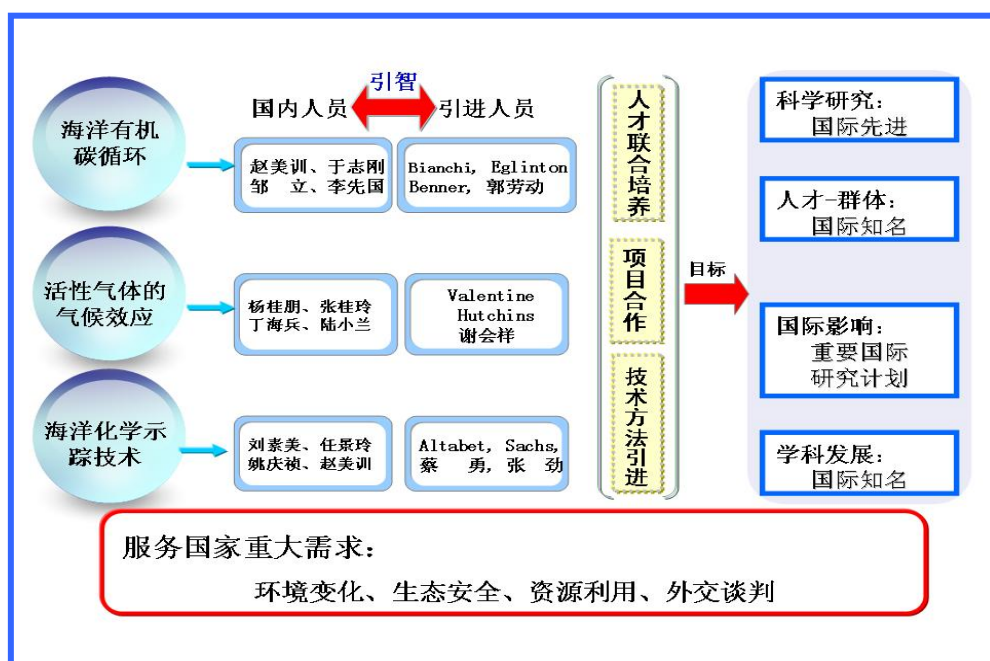 引智
国内人员
引进人员
海洋有机
碳循环
赵美训、于志刚
邹 立、李先国
Bianchi, Eglinton
Benner, 郭劳动
活性气体的
气候效应
杨桂朋、张桂玲
丁海兵、陆小兰
Valentine
Hutchins
谢会样
海洋化学示
踪技术
刘素美、任景玲
姚庆祯、赵美训
Altabet, Sachs,
蔡 勇, 张 劲
人才联合培养
项目合作
技术方法引进
目标
科学研究:
国际先进
人才-群体:
国际知名
国际影响:
重要国际
研究计划
学科发展:
国际知名
服务国家重大需求:
环境变化、生态安全、资源利用、外交谈判